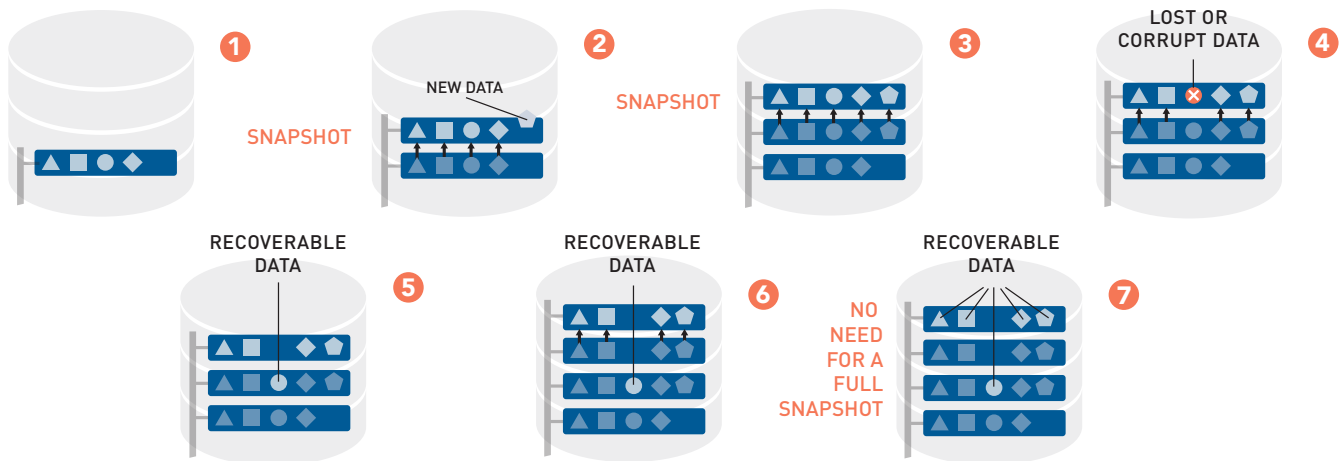 1
SNAPSHOT
2
NEW DATA
SNAPSHOT
3
LOST OR
CORRUPT DATA
4
RECOVERABLE
DATA
5
RECOVERABLE
DATA
6
NO
NEED
FOR A
FULL
SNAPSHOT
RECOVERABLE
DATA
7